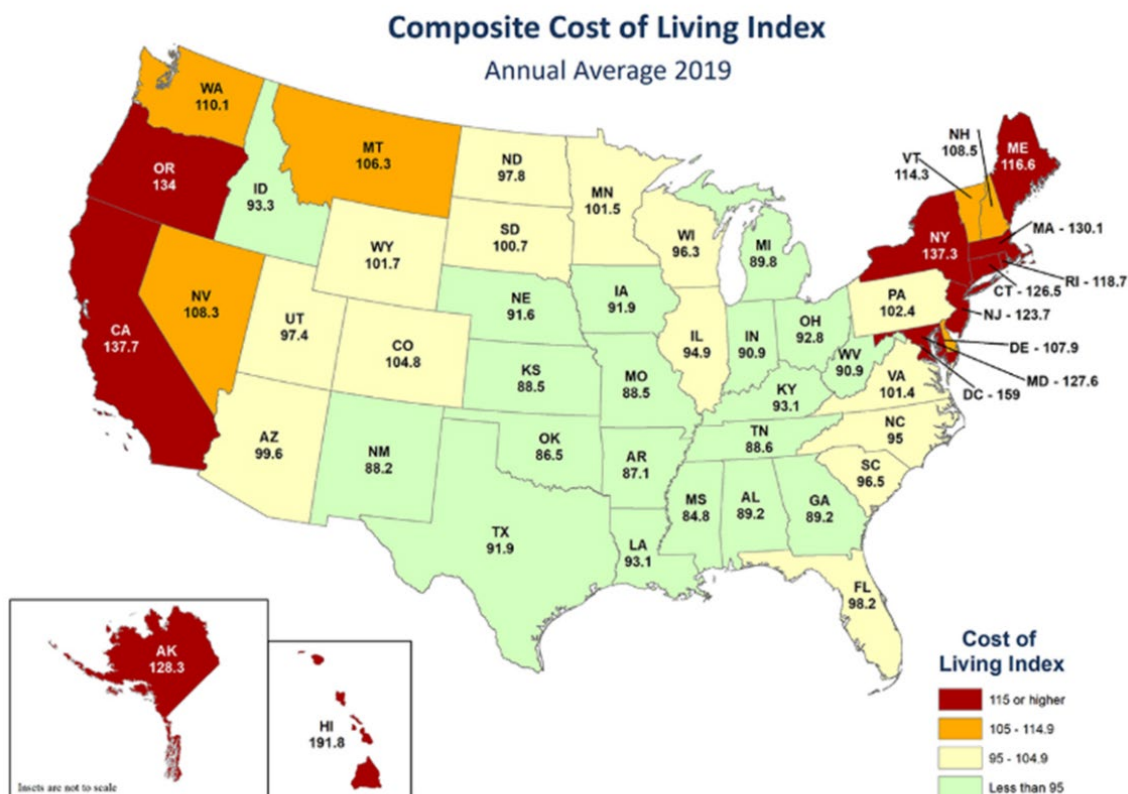 Composite Cost of Living Index
Annual Average 2019
WA
110.1
OR
134
CA
137.7
NV
108.3
ID
93.3
MT
106.3
WY
101.7
UT
97.4
CO
104.8
AZ
99.6
NM
88.2
ND
97.8
SD
100.7
NE
91.6
KS
88.5
OK
86.5
TX
91.9
MN
101.5
IA
91.9
MO
88.5
AR
87.1
LA
93.1
WI
96.3
IL
94.9
MI
89.8
IN
90.9
OH
92.8
KY
93.1
TN
88.6
MS
84.8
AL
89.2
GA
89.2
FL
98.2
SC
96.5
NC
95
VA
101.4
WV
90.9
PA
102.4
NY
137.3
VT
114.3
NH
108.5
ME
116.6
MA - 130.1
RI - 118.7
CT - 126.5
NJ - 123.7
DE - 107.9
MD - 127.6
DC - 159
AK
128.3
Insets are not to scale
HI
191.8
Cost of
Living Index
115 or higher
105 - 114.9
95 - 104.9
Less than 95